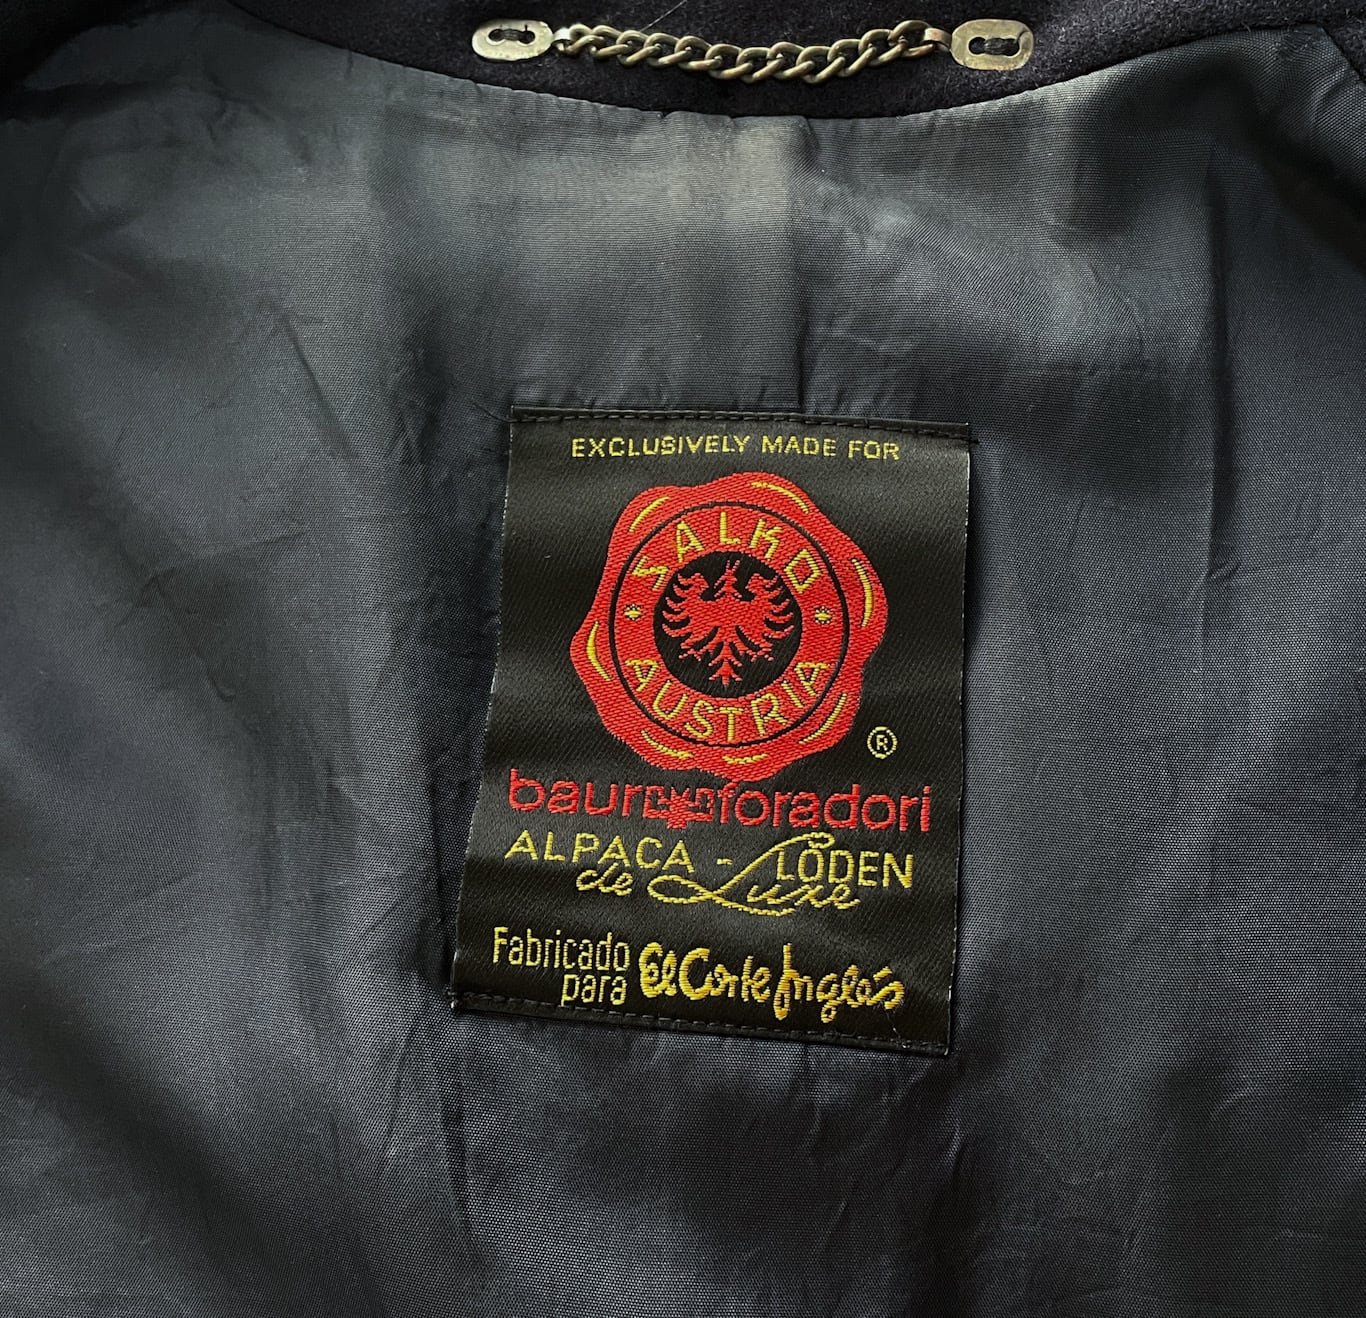 EXCLUSIVELY MADE FOR
SALKO
AUSTRIA
®
baur foradori
ALPACA - LODEN
de Luxe
Fabricado
para
El Corte Inglés